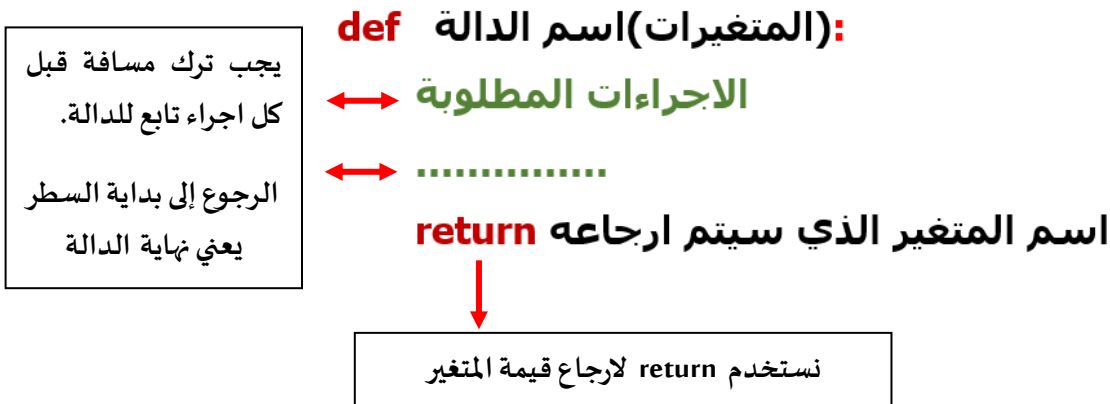 def اسم الدالة(المتغيرات):
يجب ترك مسافة قبل
كل اجراء تابع للدالة.
الرجوع إلى بداية السطر
يعني نهاية الدالة
الاجراءات المطلوبة
...............
return اسم المتغير الذي سيتم ارجاعه
نستخدم return لارجاع قيمة المتغير